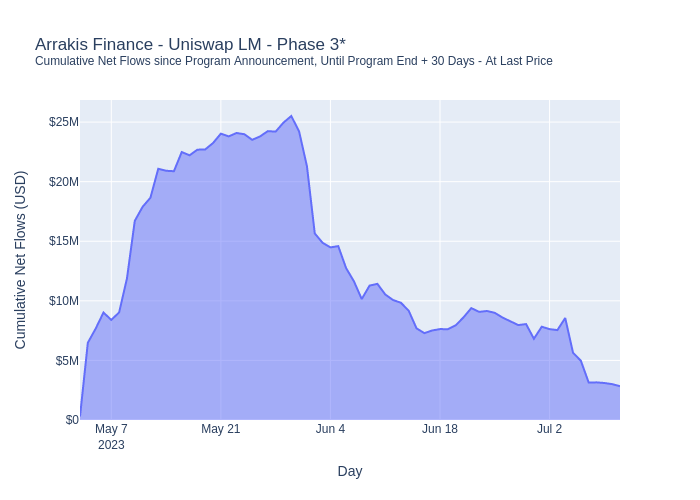 Arrakis Finance - Uniswap LM - Phase 3*
Cumulative Net Flows since Program Announcement, Until Program End + 30 Days - At Last Price
Cumulative Net Flows (USD)
$25M
$20M
$15M
$10M
$5M
$0
May 7
2023
May 21
Jun 4
Jun 18
Jul 2
Day